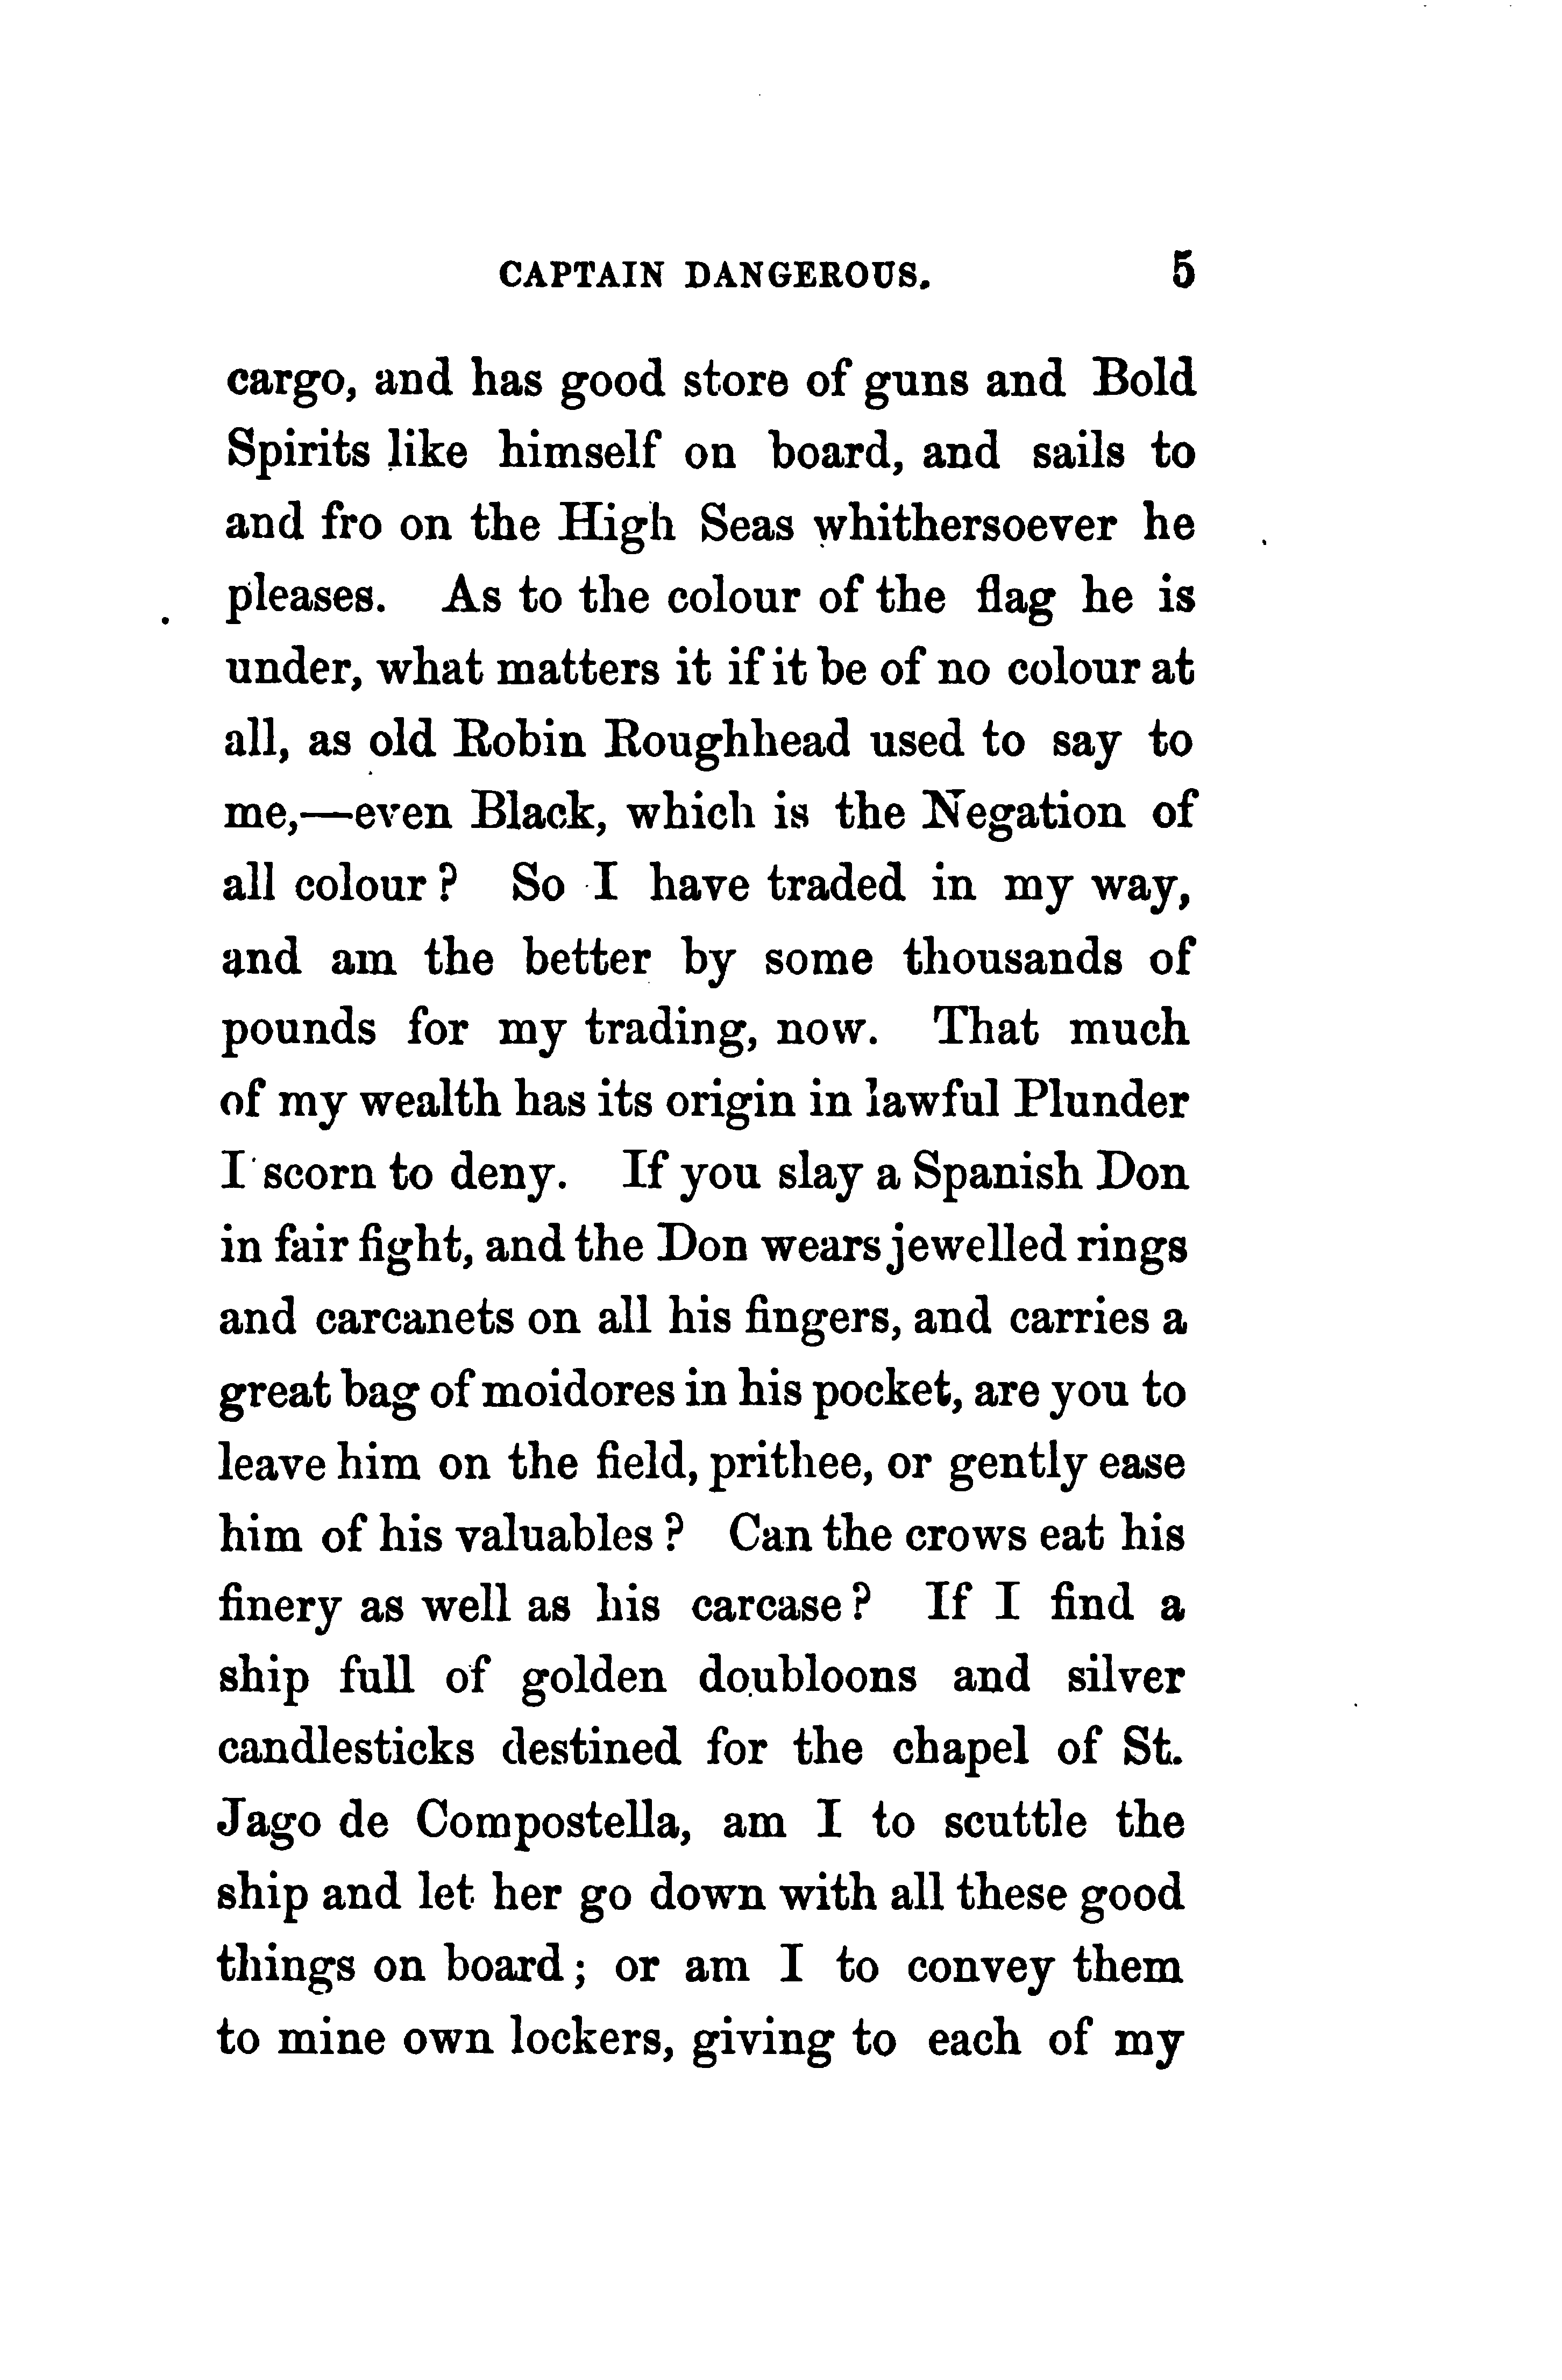 CAPTAIN DANGEROUS. 5
cargo, and has good store of guns and Bold
Spirits like himself on board, and sails to
and fro on the High Seas whithersoever he
pleases. As to the colour of the flag he is
under, what matters it if it be of no colour at
all, as old Robin Roughhead used to say to
me,—even Black, which is the Negation of
all colour? So I have traded in my way,
and am the better by some thousands of
pounds for my trading, now. That much
of my wealth has its origin in lawful Plunder
I scorn to deny. If you slay a Spanish Don
in fair fight, and the Don wears jewelled rings
and carcanets on all his fingers, and carries a
great bag of moidores in his pocket, are you to
leave him on the field, prithee, or gently ease
him of his valuables? Can the crows eat his
finery as well as his carcase? If I find a
ship full of golden doubloons and silver
candlesticks destined for the chapel of St.
Jago de Compostella, am I to scuttle the
ship and let her go down with all these good
things on board; or am I to convey them
to mine own lockers, giving to each of my